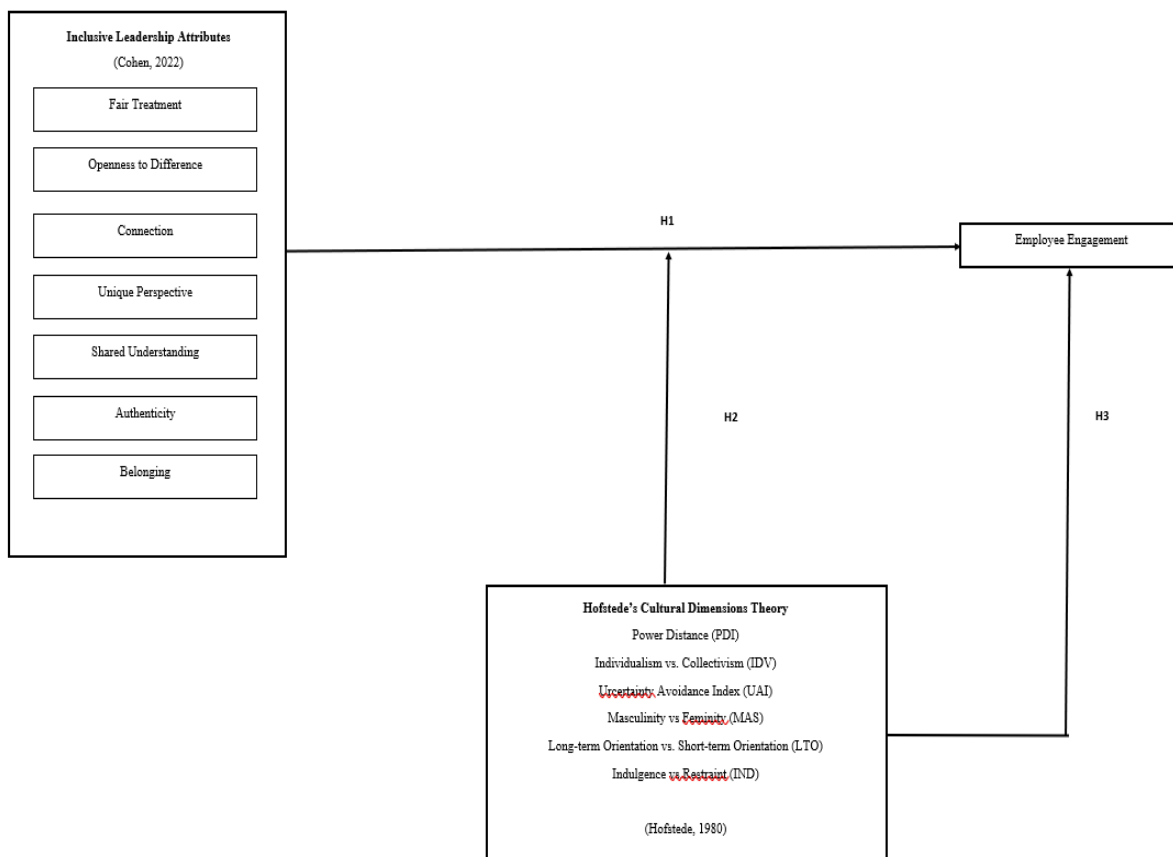 Inclusive Leadership Attributes
(Cohen, 2022)
Fair Treatment
Openness to Difference
Connection
Unique Perspective
Shared Understanding
Authenticity
Belonging
H1
Employee Engagement
H2
H3
Hofstede's Cultural Dimensions Theory
Power Distance (PDI)
Individualism vs. Collectivism (IDV)
Urcertainty Avoidance Index (UAI)
Masculinity vs Feminity (MAS)
Long-term Orientation vs. Short-term Orientation (LTO)
Indulgence vs Restraint (IND)
(Hofstede, 1980)